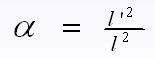 α = l'² / l²